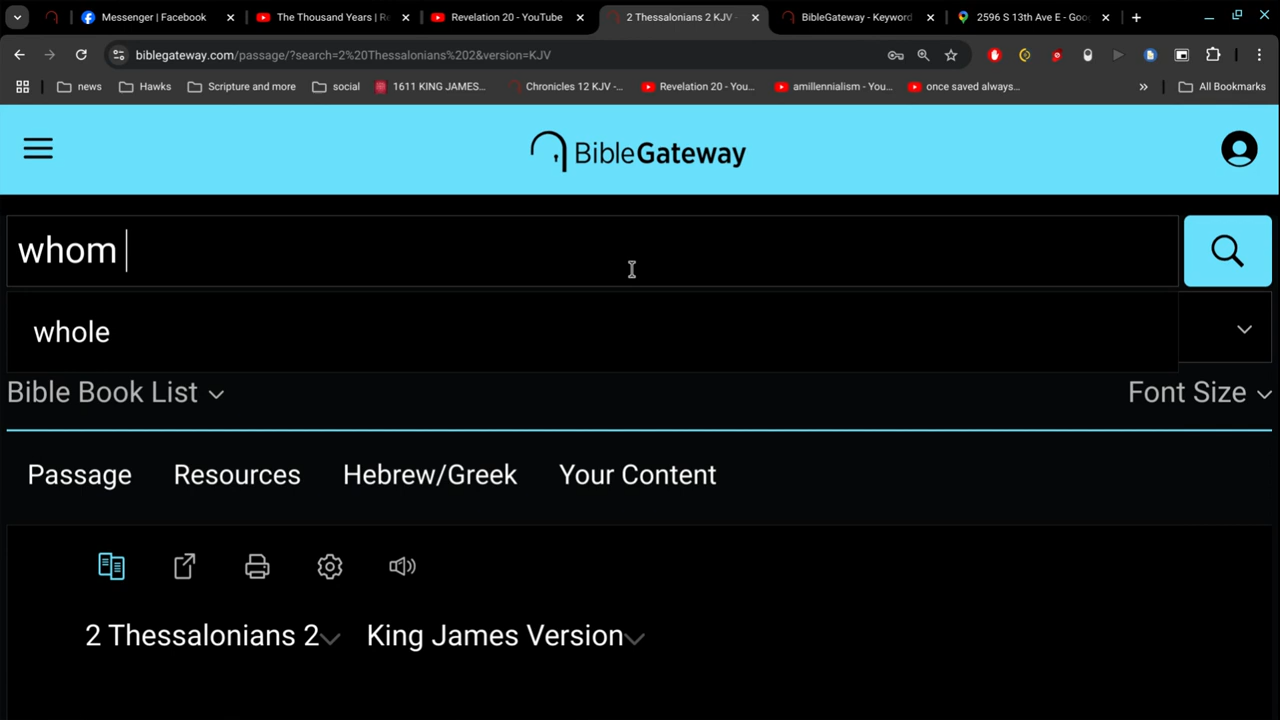 Messenger | Facebook
The Thousand Years | Re
Revelation 20 - YouTube
2 Thessalonians 2 KJV -
BibleGateway - Keyword
2596 S 13th Ave E - Goo
biblegateway.com/passage/?search=2%20Thessalonians%202&version=KJV
news
Hawks
Scripture and more
social
1611 KING JAMES...
Chronicles 12 KJV -...
Revelation 20 - You...
amillennialism - You...
once saved always...
»
All Bookmarks
BibleGateway
whom
whole
Bible Book List
Font Size
Passage Resources Hebrew/Greek Your Content
2 Thessalonians 2 King James Version